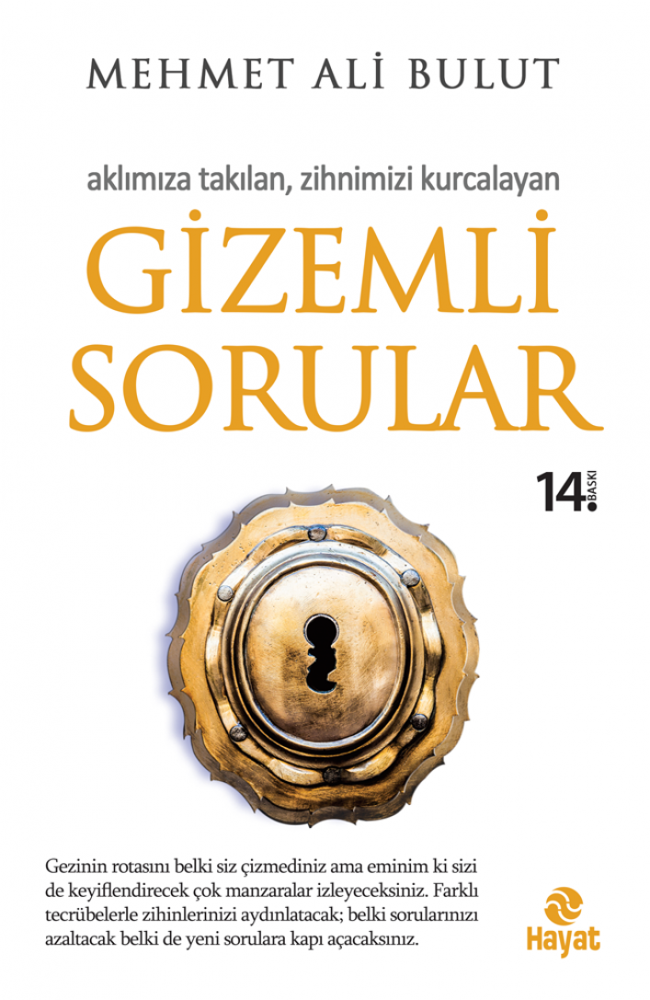 MEHMET ALİ BULUT
aklımıza takılan, zihnimizi kurcalayan
GİZEMLİ
SORULAR
14.
BASKI
Gezinin rotasını belki siz çizmediniz ama eminim ki sizi
de keyiflendirecek çok manzaralar izleyeceksiniz. Farklı
tecrübelerle zihinlerinizi aydınlatacak; belki sorularınızı
azaltacak belki de yeni sorulara kapı açacaksınız.
Hayat